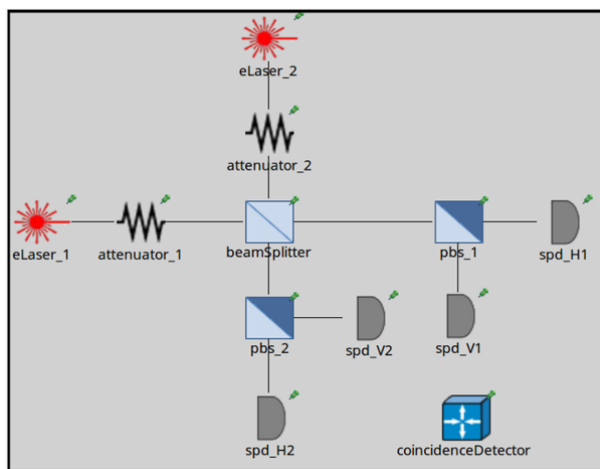 eLaser_2
attenuator_2
eLaser_1
attenuator_1
beamSplitter
pbs_1
spd_H1
pbs_2
spd_V2
spd_V1
spd_H2
coincidenceDetector